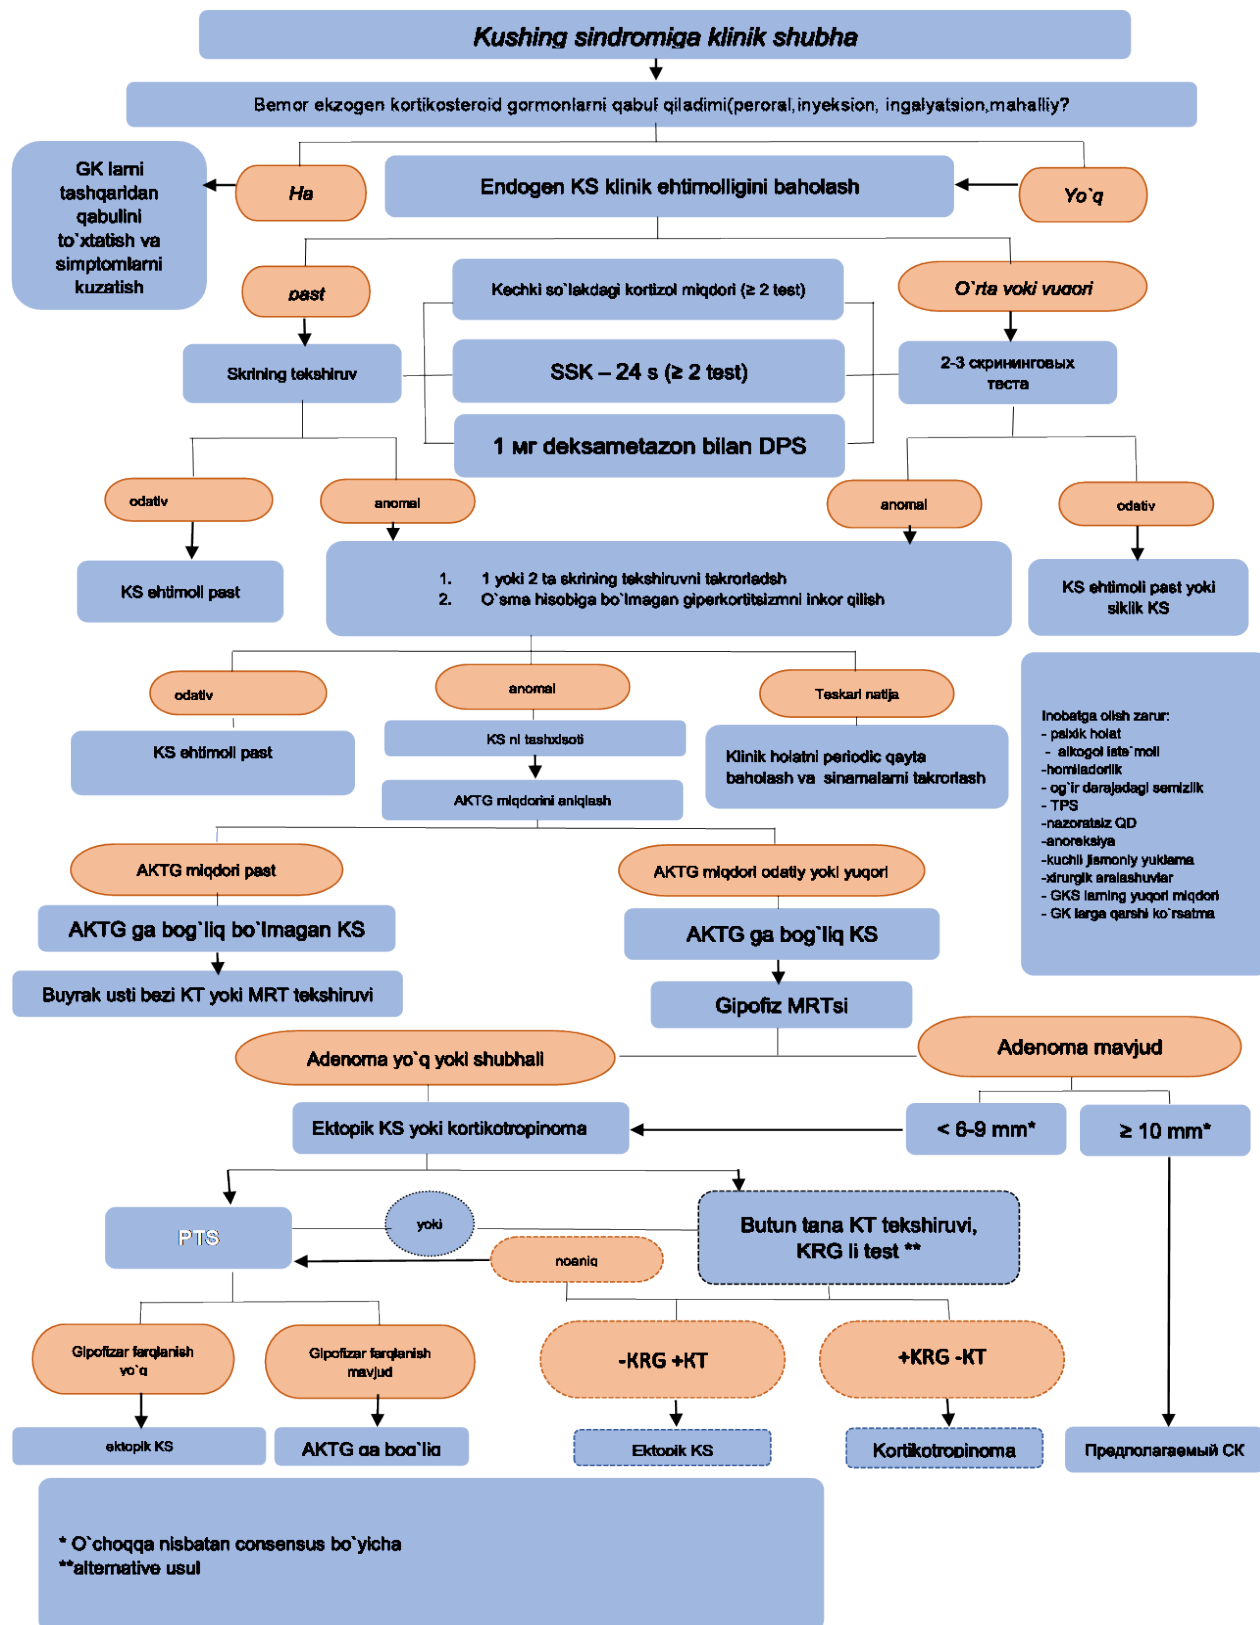 Kushing sindromiga klinik shubha
Bemor ekzogen kortikosteroid gormonlarni qabul qiladimi(peroral,inyeksion, ingalyatsion,mahalliy?
GK larni
tashqaridan
qabulini
to`xtatish va
simptomlarni
kuzatish
Ha
Endogen KS klinik ehtimolligini baholash
Yo`q
past
Kechki so`lakdagi kortizol miqdori (≥ 2 test)
O`rta yoki yuqori
Skrining tekshiruv
SSK – 24 s (≥ 2 test)
2-3 скрининговых
теста
1 мг deksametazon bilan DPS
odatiy
anomal
anomal
odatiy
KS ehtimoli past
1. 1 yoki 2 ta skrining tekshiruvni takrorladsh
2. O`sma hisobiga bo`lmagan giperkortitsizmni inkor qilish
KS ehtimoli past yoki
siklik KS
odatiy
anomal
Teskari natija
KS ehtimoli past
KS ni tashxisoti
Klinik holatni periodic qayta
baholash va sinamalarni takrorlash
AKTG miqdorini aniqlash
Inobatga olish zarur:
- psixik holat
- alkogol iste`moli
-homiladorlik
- og`ir darajadagi semizlik
- TPS
-nazoratsiz QD
-anoreksiya
-kuchli jismoniy yuklama
-xirurgik aralashuvlar
- GKS larning yuqori miqdori
- GK larga qarshi ko`rsatma
AKTG miqdori past
AKTG miqdori odatiy yoki yuqori
AKTG ga bog`liq bo`lmagan KS
AKTG ga bog`liq KS
Buyrak usti bezi KT yoki MRT tekshiruvi
Gipofiz MRTsi
Adenoma yo`q yoki shubhali
Adenoma mavjud
Ektopik KS yoki kortikotropinoma
< 6-9 mm*
≥ 10 mm*
PTS
yoki
Butun tana KT tekshiruvi,
KRG li test **
noaniq
Gipofizar farqlanish
yo`q
Gipofizar farqlanish
mavjud
-KRG +KT
+KRG -KT
ektopik KS
AKTG ga bog`liq
Ektopik KS
Kortikotropinoma
Предполагаемый СК
* O`choqqa nisbatan consensus bo`yicha
**alternative usul